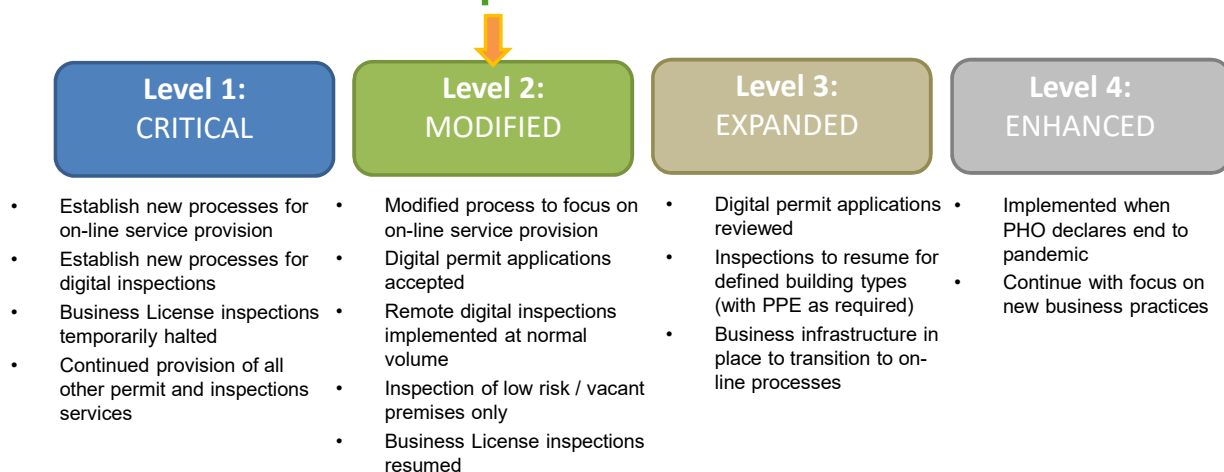 Level 1:
CRITICAL
• Establish new processes for
on-line service provision
• Establish new processes for
digital inspections
• Business License inspections
temporarily halted
• Continued provision of all
other permit and inspections
services
Level 2:
MODIFIED
• Modified process to focus on
on-line service provision
• Digital permit applications
accepted
• Remote digital inspections
implemented at normal
volume
• Inspection of low risk / vacant
premises only
• Business License inspections
resumed
Level 3:
EXPANDED
• Digital permit applications
reviewed
• Inspections to resume for
defined building types
(with PPE as required)
• Business infrastructure in
place to transition to on-
line processes
Level 4:
ENHANCED
• Implemented when
PHO declares end to
pandemic
• Continue with focus on
new business practices